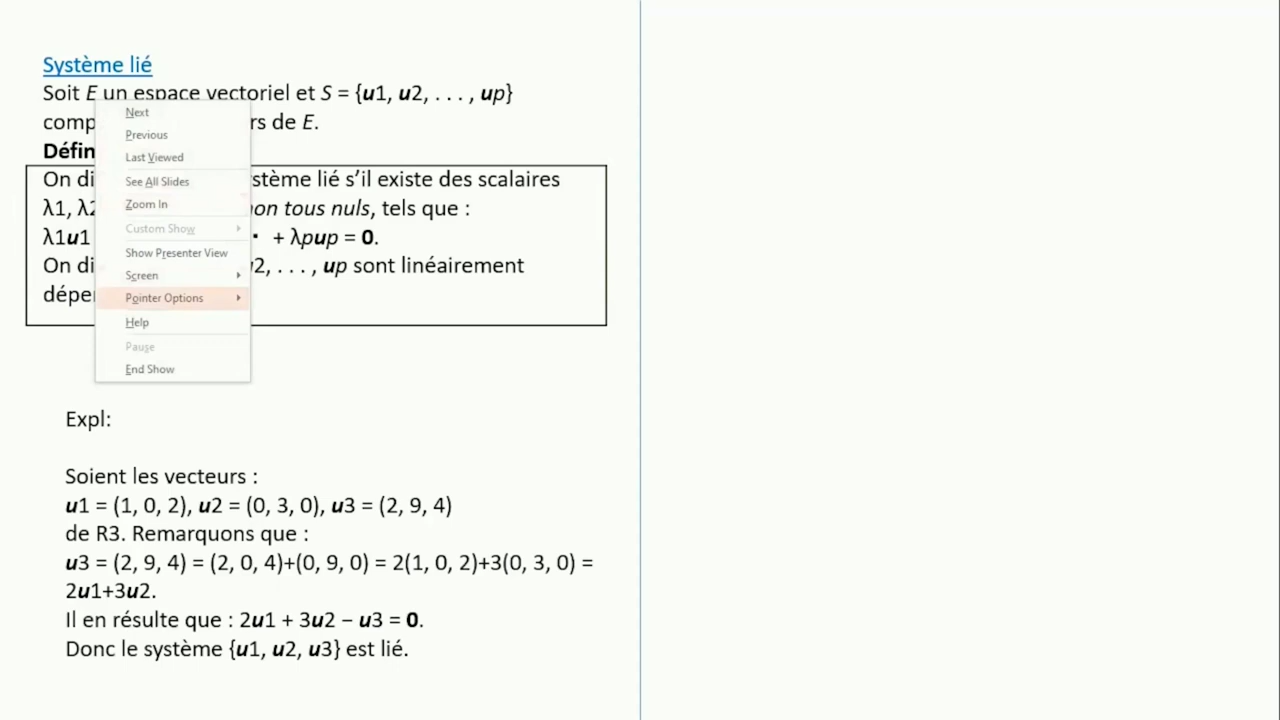 Système lié
Soit E un espace vectoriel et S = {u1, u2, . . . , up}
comp rs de E.
Défin
On di stème lié s’il existe des scalaires
λ1, λ2 non tous nuls, tels que :
λ1u1 · + λpup = 0.
On di u2, . . . , up sont linéairement
dépe
Next
Previous
Last Viewed
See All Slides
Zoom In
Custom Show
Show Presenter View
Screen
Pointer Options
Help
Pause
End Show
Expl:
Soient les vecteurs :
u1 = (1, 0, 2), u2 = (0, 3, 0), u3 = (2, 9, 4)
de R3. Remarquons que :
u3 = (2, 9, 4) = (2, 0, 4)+(0, 9, 0) = 2(1, 0, 2)+3(0, 3, 0) =
2u1+3u2.
Il en résulte que : 2u1 + 3u2 − u3 = 0.
Donc le système {u1, u2, u3} est lié.